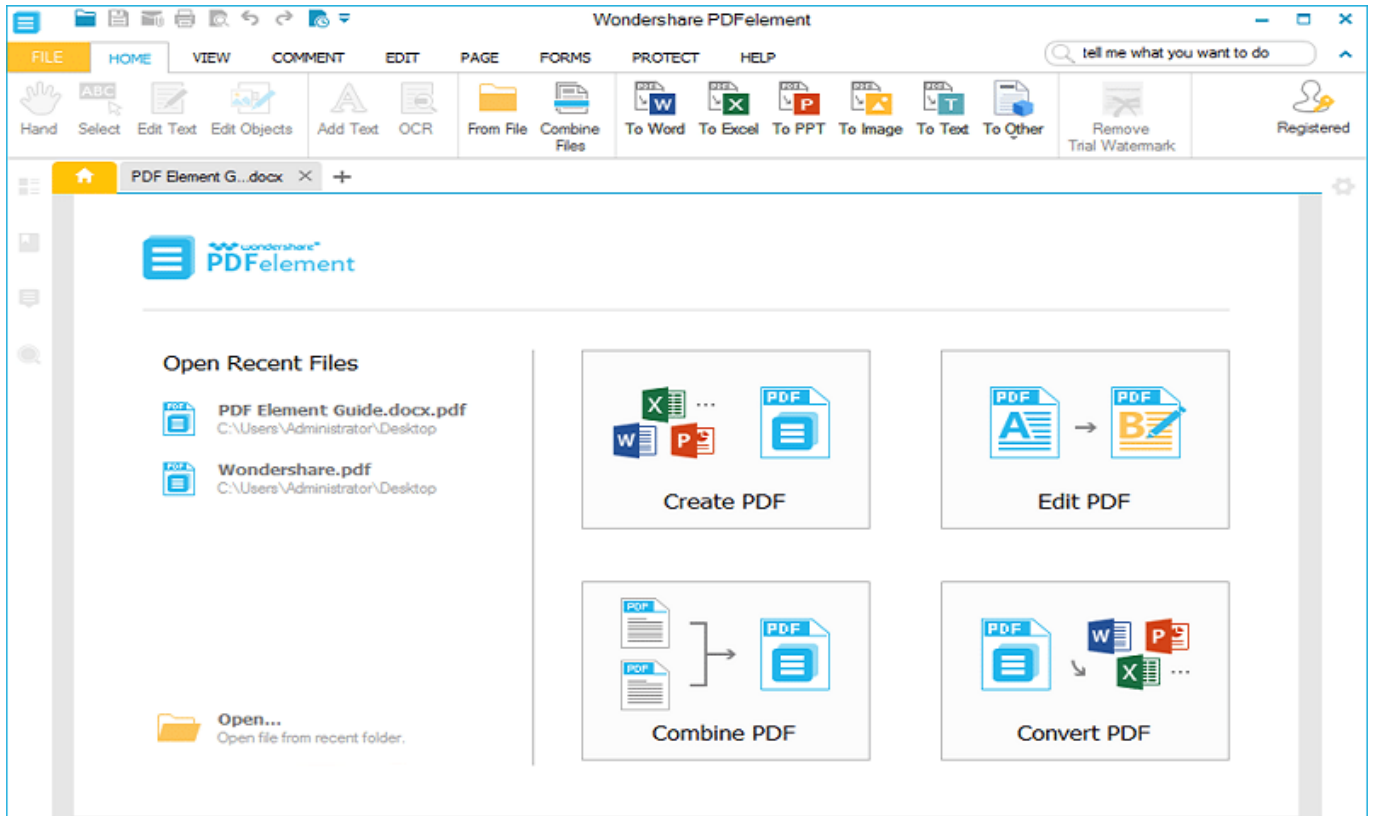 Wondershare PDFelement
FILE HOME VIEW COMMENT EDIT PAGE FORMS PROTECT HELP tell me what you want to do
ABC PDF W PDF X PDF P PDF PDF T
Hand Select Edit Text Edit Objects Add Text OCR From File Combine Files To Word To Excel To PPT To Image To Text To Other Remove Trial Watermark Registered
PDF Element G...docx
wondershare
PDFelement
Open Recent Files
PDF Element Guide.docx.pdf
C:\Users\Administrator\Desktop
Wondershare.pdf
C:\Users\Administrator\Desktop
Open...
Open file from recent folder.
X ... PDF
W P
Create PDF
PDF PDF
A B
Edit PDF
PDF
PDF
PDF
Combine PDF
PDF W P
X ...
Convert PDF